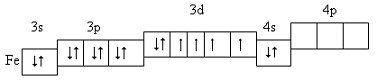 3d
3s 3p 4s 4p
Fe ↓↑ ↓↑ ↓↑ ↓↑ ↓↑ ↑ ↑ ↑ ↑ ↓↑